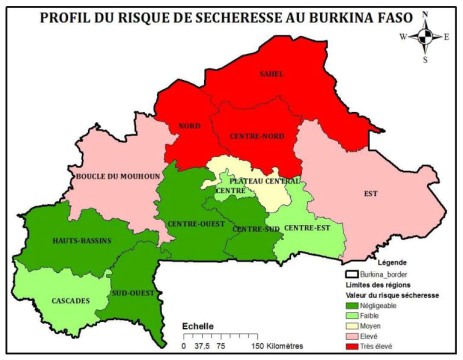 PROFIL DU RISQUE DE SECHERESSE AU BURKINA FASO
N
W
E
S
SAHEL
NORD
CENTRE-NORD
BOUCLE DU MOUHOUN
PLATEAU CENTRAL
CENTRE
EST
CENTRE-OUEST
CENTRE-SUD
CENTRE-EST
HAUTS-BASSINS
CASCADES
SUD-OUEST
Légende
Burkina_border
Limites des régions
Valeur du risque sécheresse
Négligeable
Faible
Moyen
Elevé
Très élevé
Echelle
0 37,5 75 150 Kilomètres